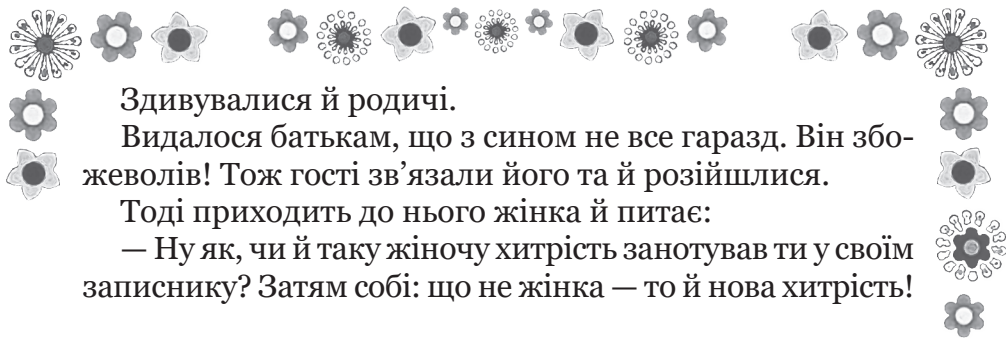 Здивувалися й родичі.
Видалося батькам, що з сином не все гаразд. Він збо-
жеволів! Тож гості зв’язали його та й розійшлися.
Тоді приходить до нього жінка й питає:
— Ну як, чи й таку жіночу хитрість занотував ти у своїм
записнику? Затям собі: що не жінка — то й нова хитрість!